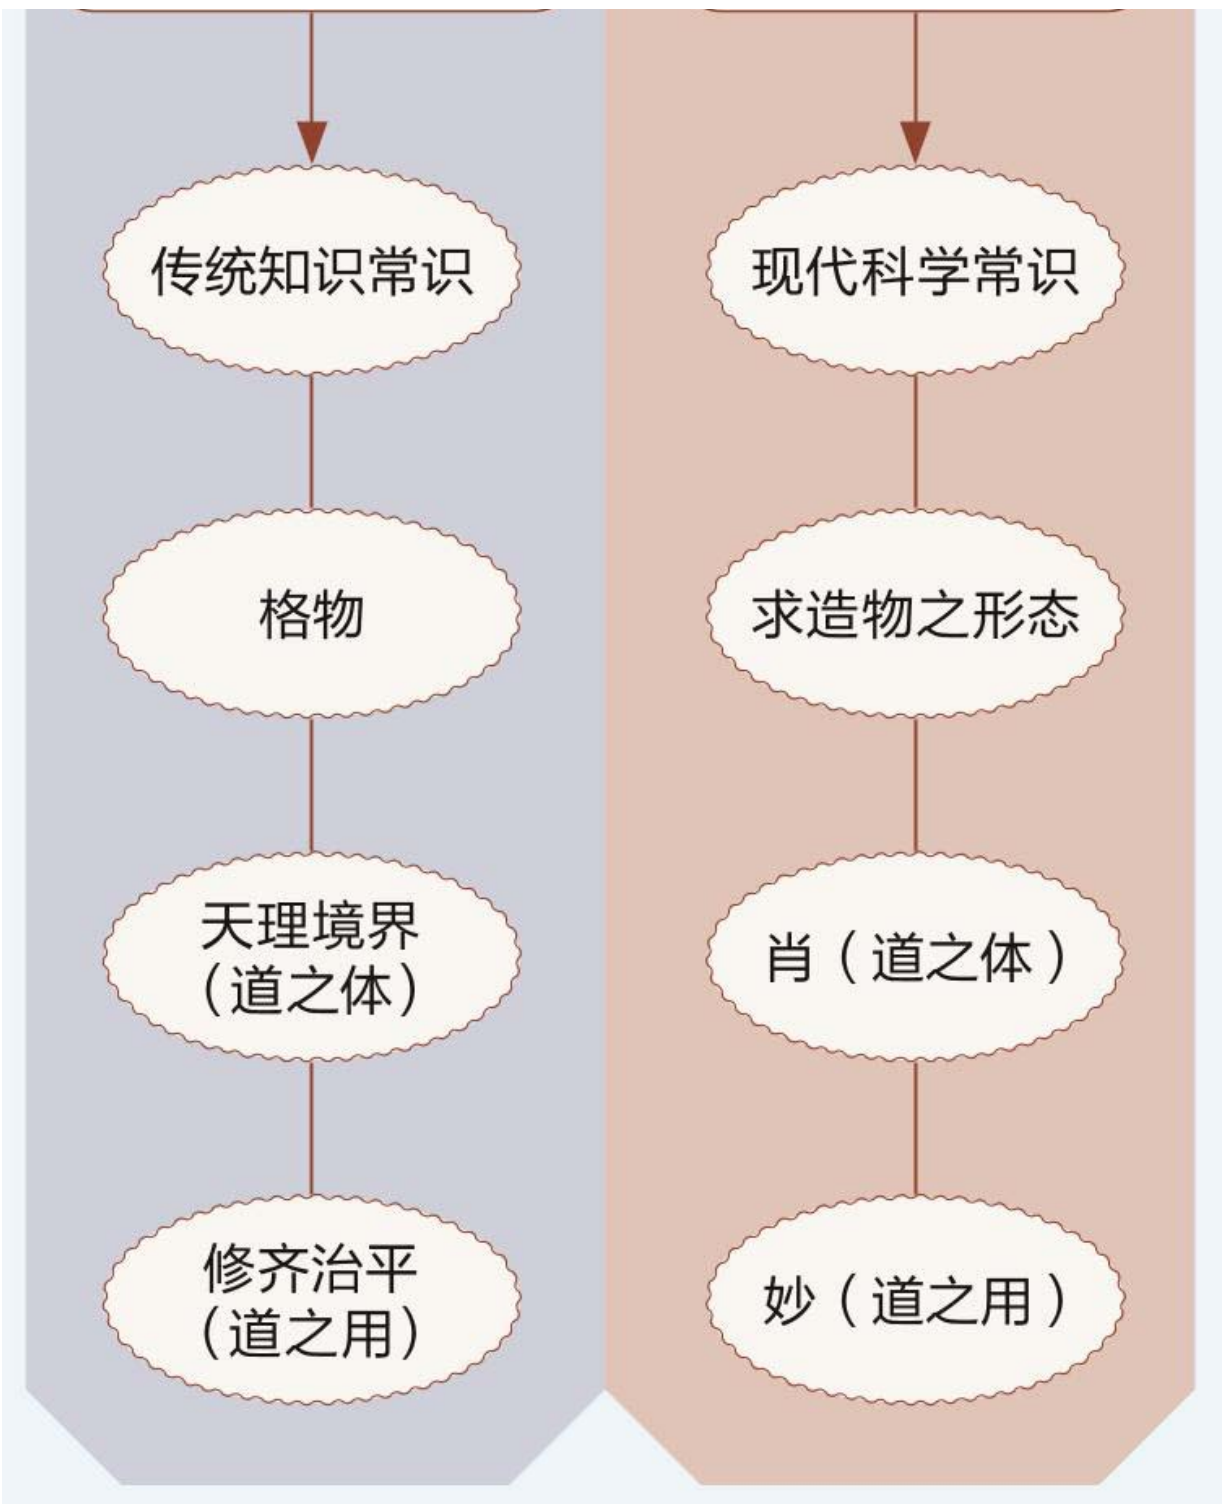 传统知识常识
格物
天理境界
（道之体）
修齐治平
（道之用）
现代科学常识
求造物之形态
肖（道之体）
妙（道之用）